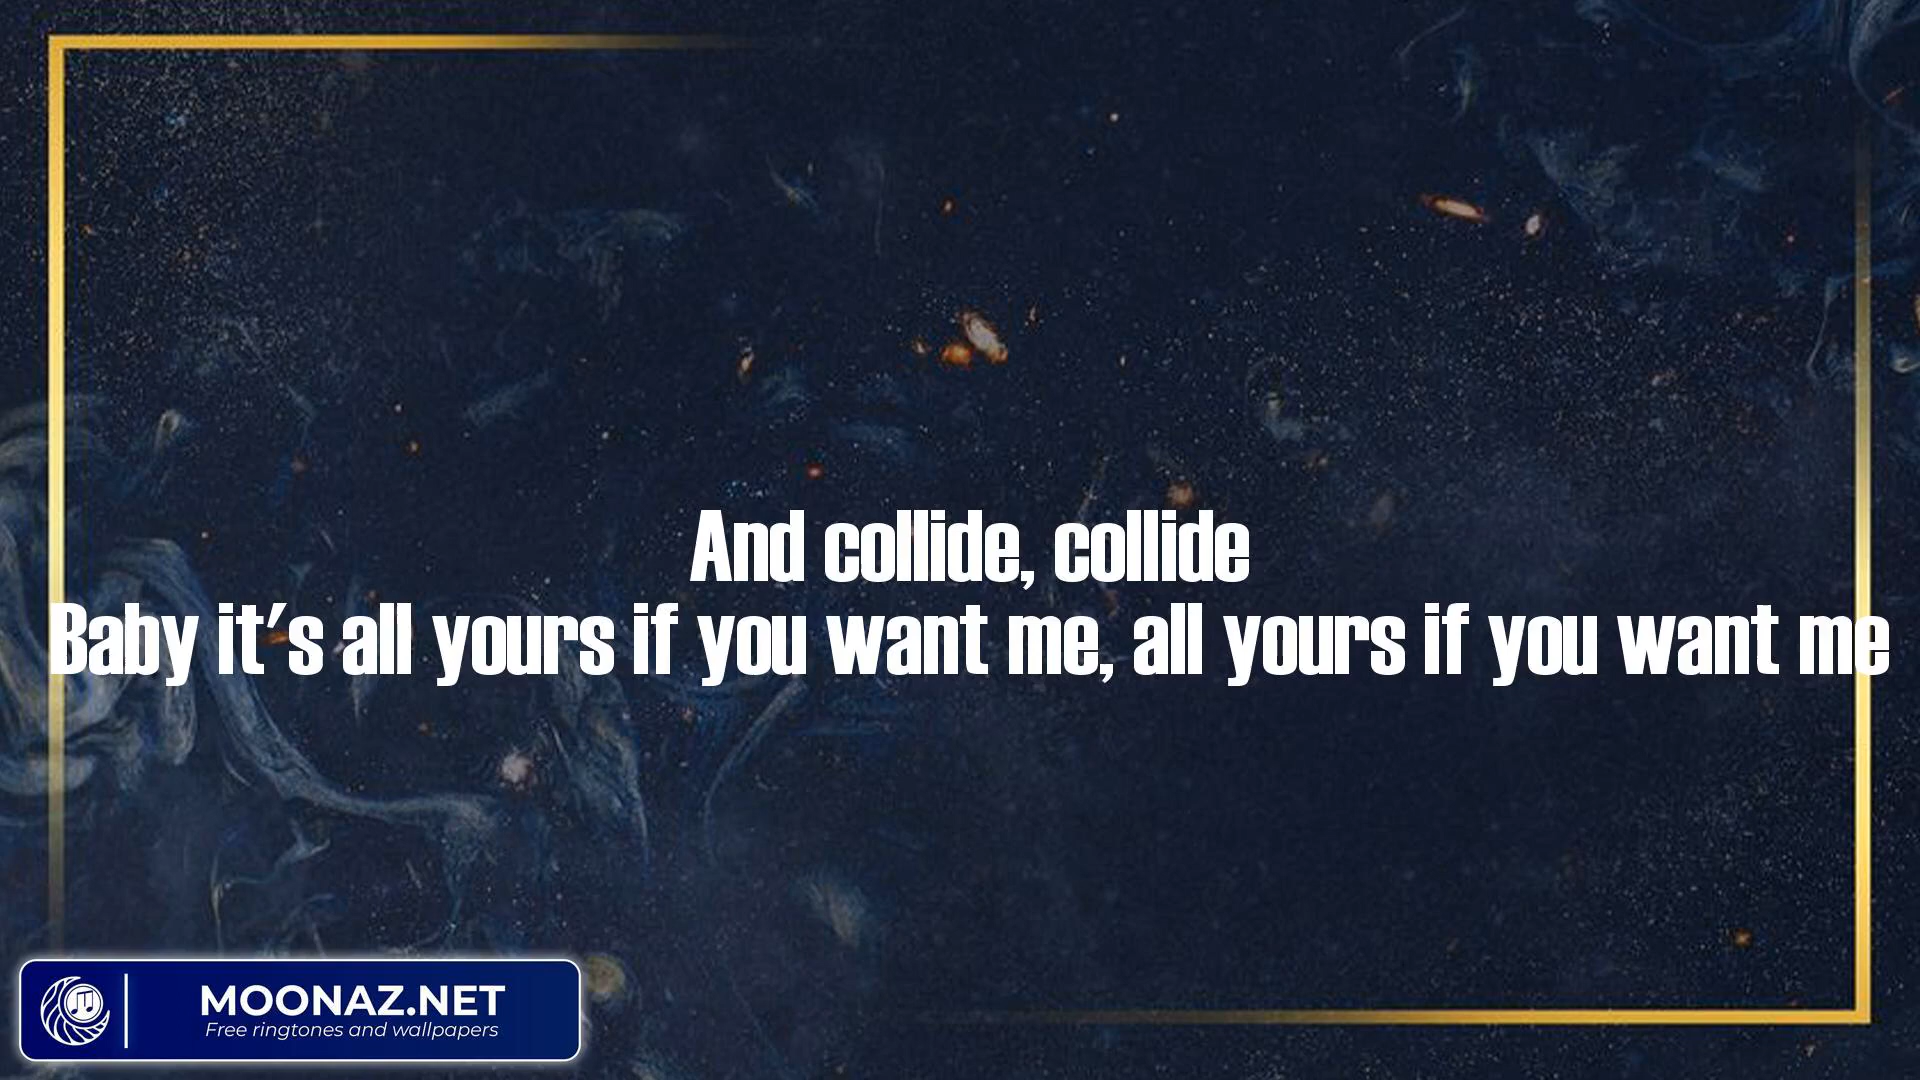 And collide, collide
Baby it's all yours if you want me, all yours if you want me
MOONAZ.NET
Free ringtones and wallpapers